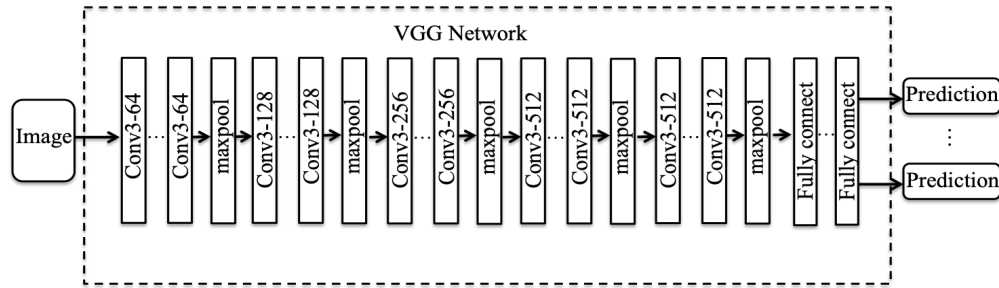 VGG Network
Image
Conv3-64
...
Conv3-64
maxpool
Conv3-128
...
Conv3-128
maxpool
Conv3-256
...
Conv3-256
maxpool
Conv3-512
...
Conv3-512
maxpool
Conv3-512
...
Conv3-512
maxpool
Fully connect
...
Fully connect
Prediction
...
Prediction